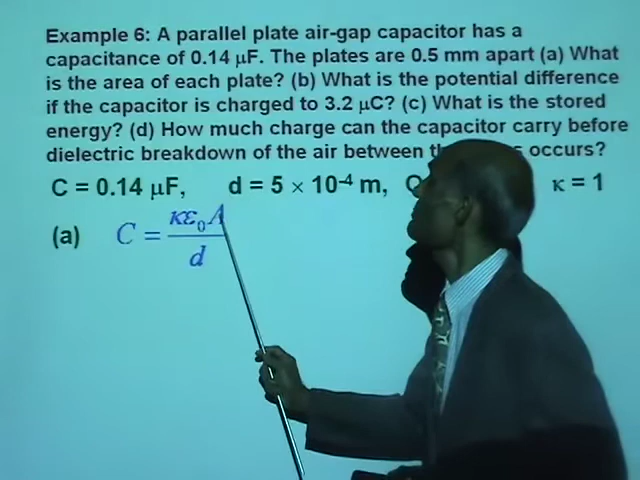 Example 6: A parallel plate air-gap capacitor has a
capacitance of 0.14 μF. The plates are 0.5 mm apart (a) What
is the area of each plate? (b) What is the potential difference
if the capacitor is charged to 3.2 μC? (c) What is the stored
energy? (d) How much charge can the capacitor carry before
dielectric breakdown of the air between occurs?
C = 0.14 μF, d = 5 × 10⁻⁴ m, κ = 1
(a) C = κε₀A / d